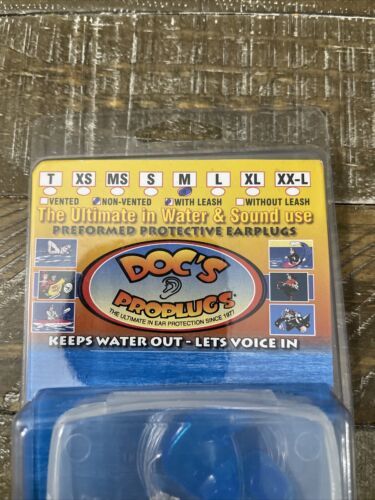 T XS MS S M L XL XX-L
VENTED NON-VENTED WITH LEASH WITHOUT LEASH
The Ultimate in Water & Sound use
PREFORMED PROTECTIVE EARPLUGS
DOC'S
PROPLUGS
THE ULTIMATE IN EAR PROTECTION SINCE 1977
KEEPS WATER OUT - LETS VOICE IN